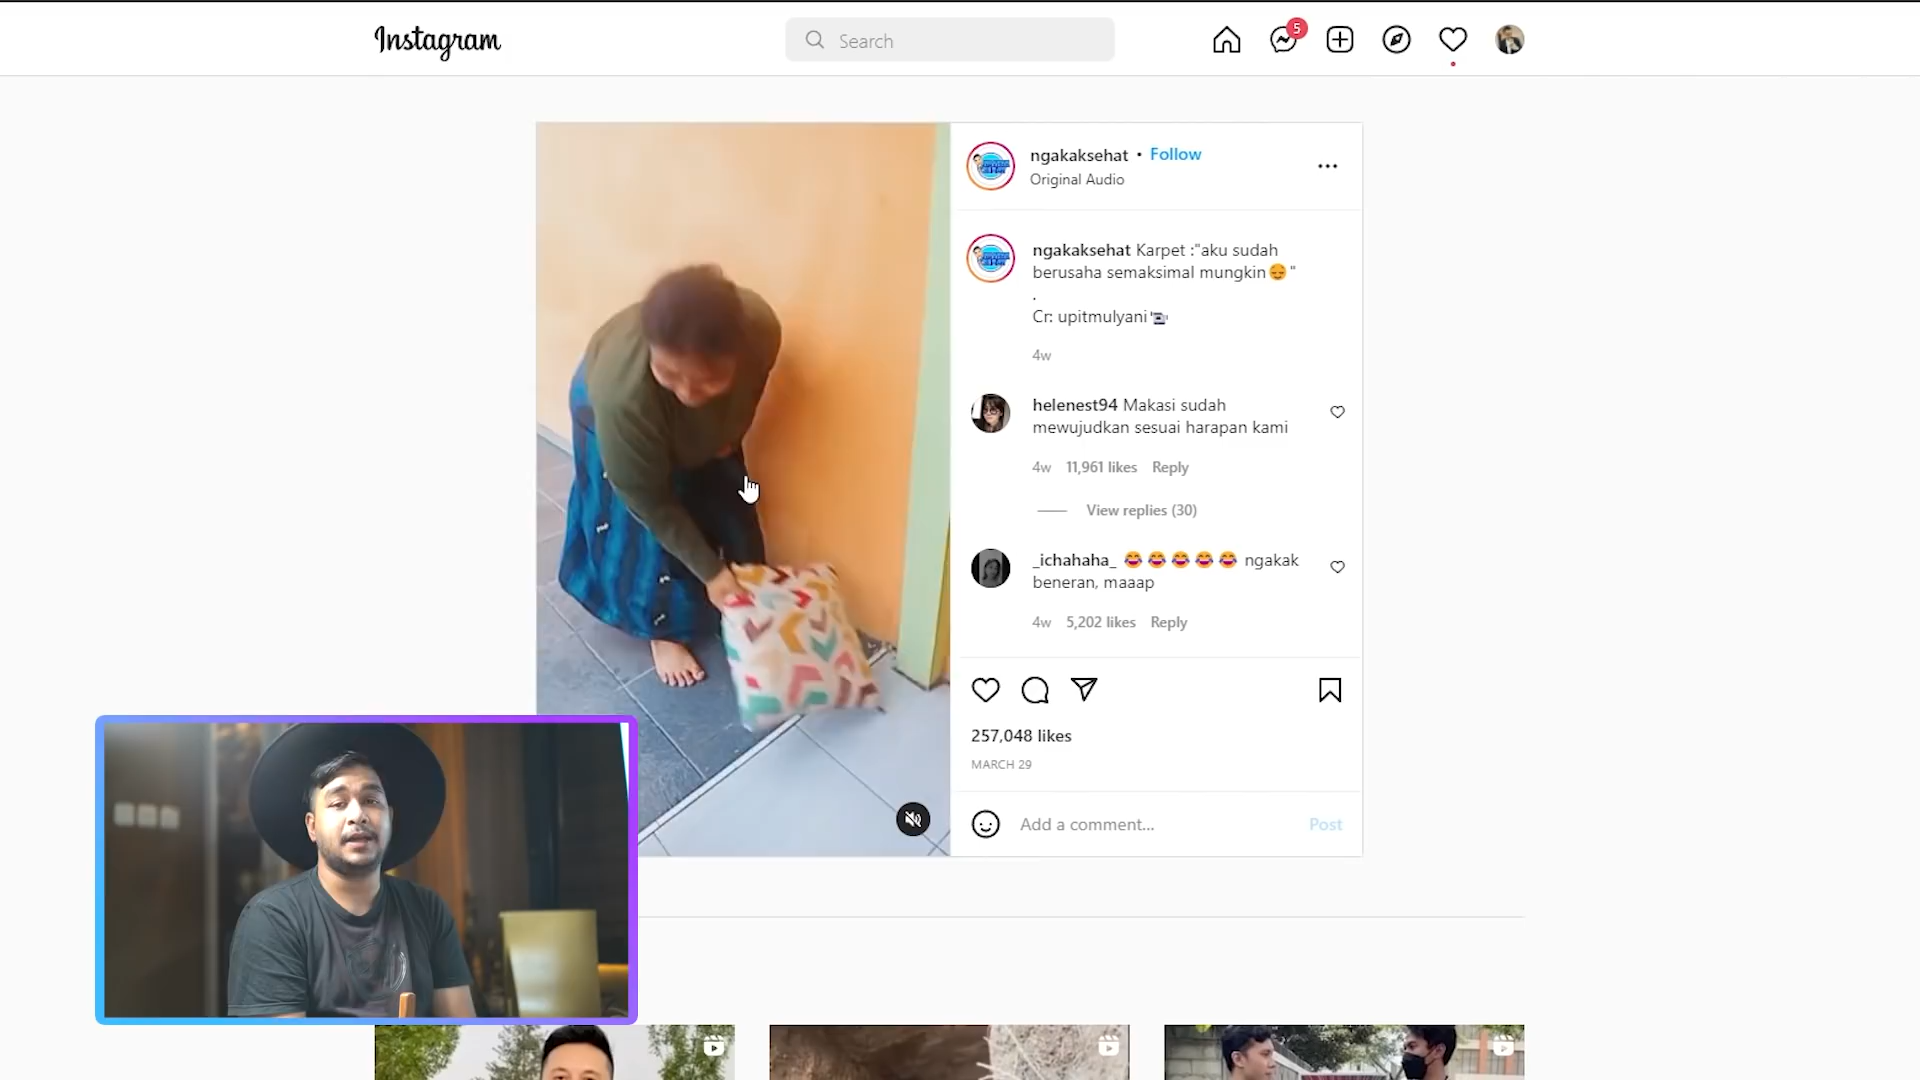 Instagram
Search
5
ngakaksehat • Follow
Original Audio
ngakaksehat Karpet :"aku sudah
berusaha semaksimal mungkin😌"
.
Cr: upitmulyani📹
4w
helenest94 Makasi sudah
mewujudkan sesuai harapan kami
4w 11,961 likes Reply
View replies (30)
_ichahaha_ 😂😂😂😂😂 ngakak
beneran, maaap
4w 5,202 likes Reply
257,048 likes
MARCH 29
Add a comment... Post